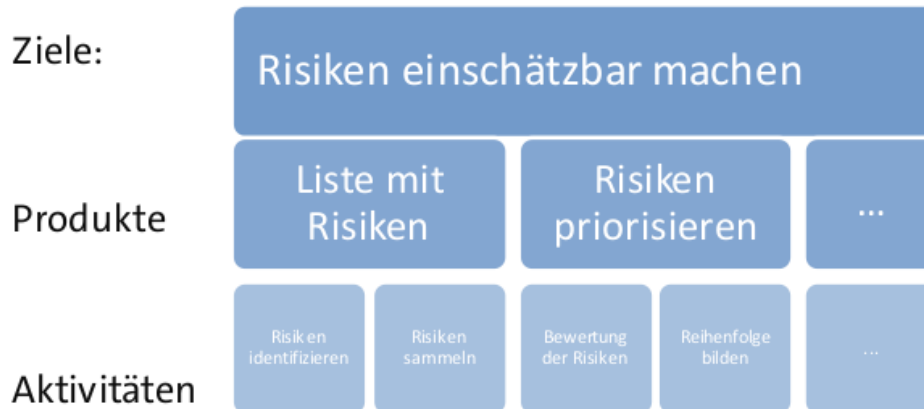 Ziele:
Risiken einschätzbar machen
Produkte
Liste mit
Risiken
Risiken
priorisieren
...
Aktivitäten
Risiken
identifizieren
Risiken
sammeln
Bewertung
der Risiken
Reihenfolge
bilden
...